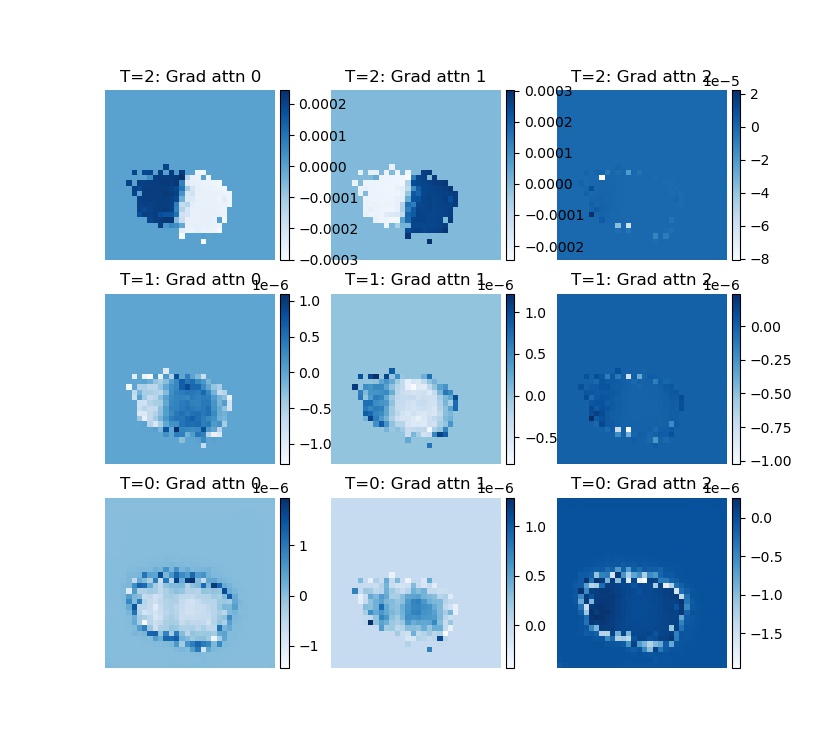 T=2: Grad attn 0
T=2: Grad attn 1
T=2: Grad attn 2
1e−5
0.0002
0.0001
0.0000
−0.0001
−0.0002
−0.0003
0.0003
0.0002
0.0001
0.0000
−0.0001
−0.0002
2
0
−2
−4
−6
−8
T=1: Grad attn 0
1e−6
T=1: Grad attn 1
1e−6
T=1: Grad attn 2
1e−6
1.0
0.5
0.0
−0.5
−1.0
1.0
0.5
0.0
−0.5
0.00
−0.25
−0.50
−0.75
−1.00
T=0: Grad attn 0
1e−6
T=0: Grad attn 1
1e−6
T=0: Grad attn 2
1e−6
1
0
−1
1.0
0.5
0.0
0.0
−0.5
−1.0
−1.5